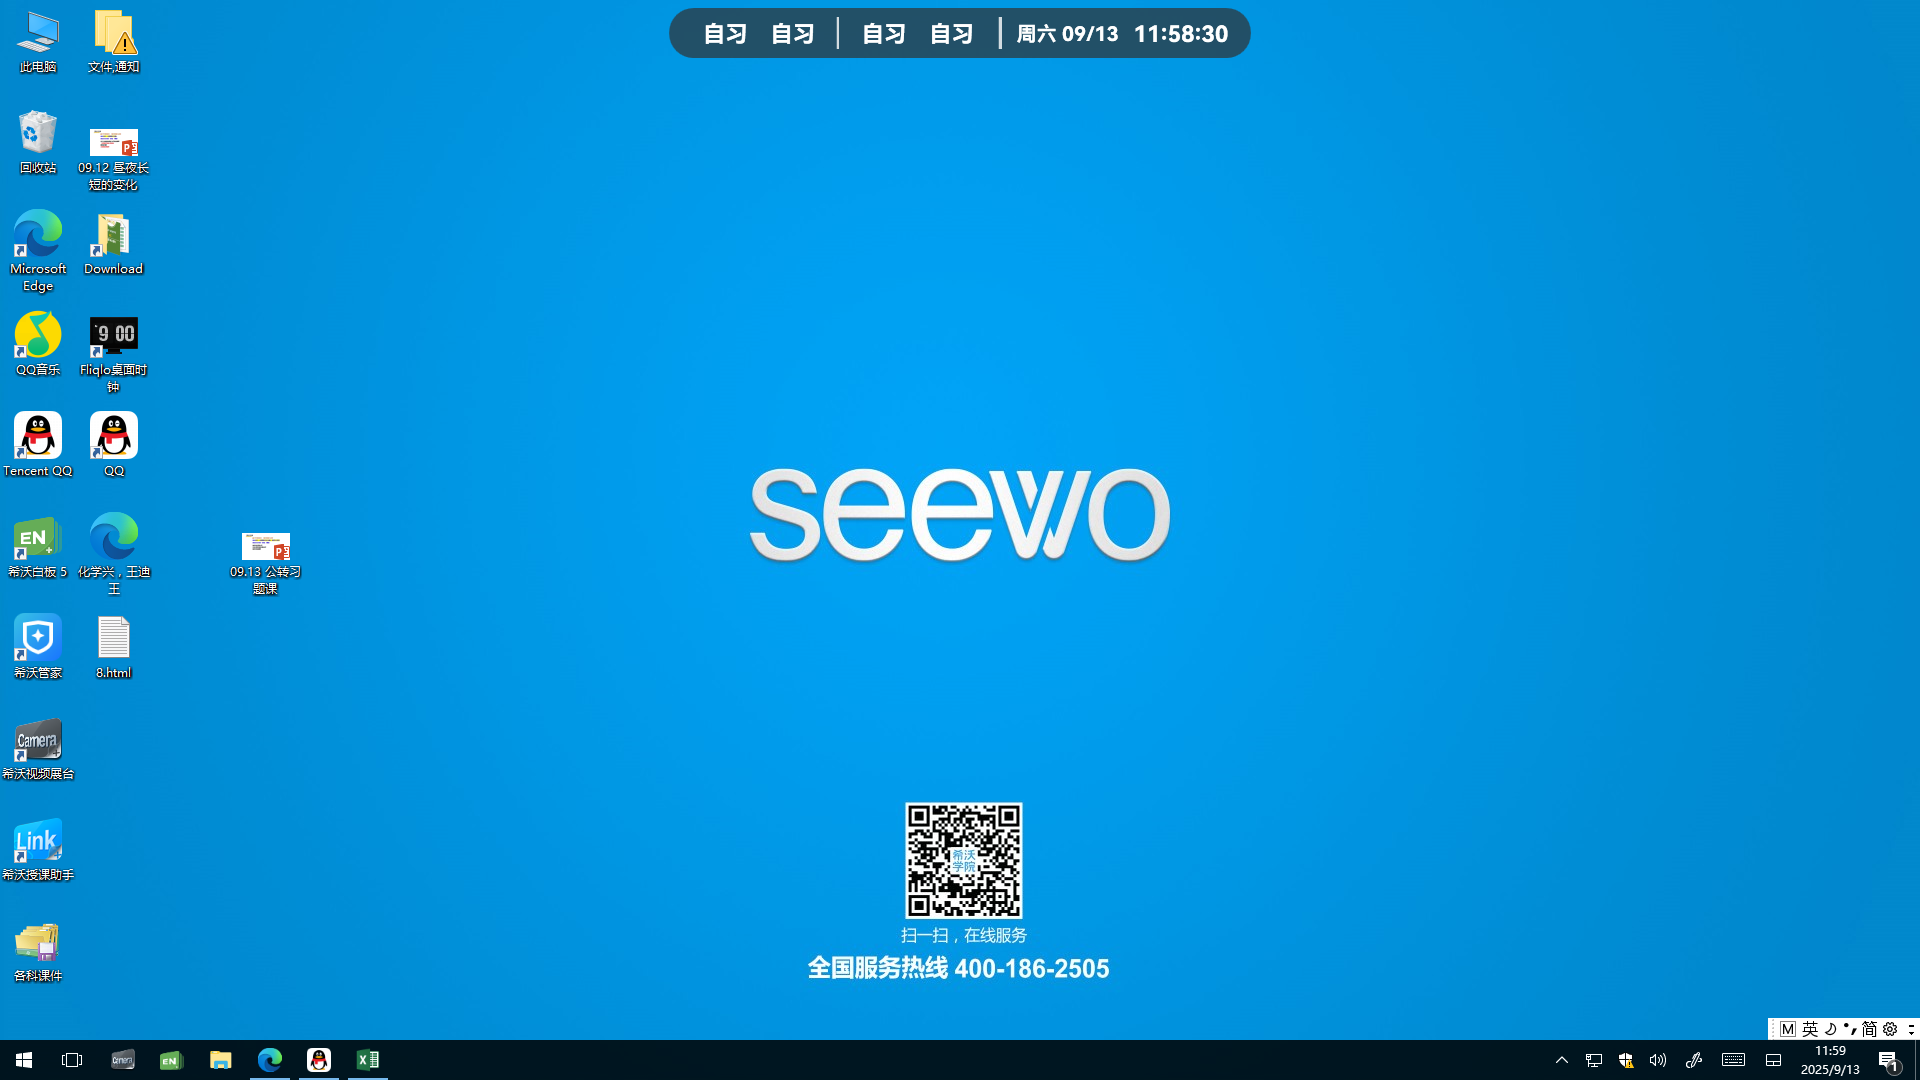 自习 自习 自习 自习 周六 09/13 11:58:30
此电脑
文件,通知
回收站
09.12 昼夜长
短的变化
Microsoft
Edge
Download
QQ音乐
9 00
Fliqlo桌面时
钟
Tencent QQ
QQ
EN
希沃白板 5
化学兴，王迪
王
09.13 公转习
题课
希沃管家
8.html
Camera
希沃视频展台
Link
希沃授课助手
各科课件
seewo
希沃
学院
扫一扫，在线服务
全国服务热线 400-186-2505
M 英 简
Camera
EN
11:59
2025/9/13
1